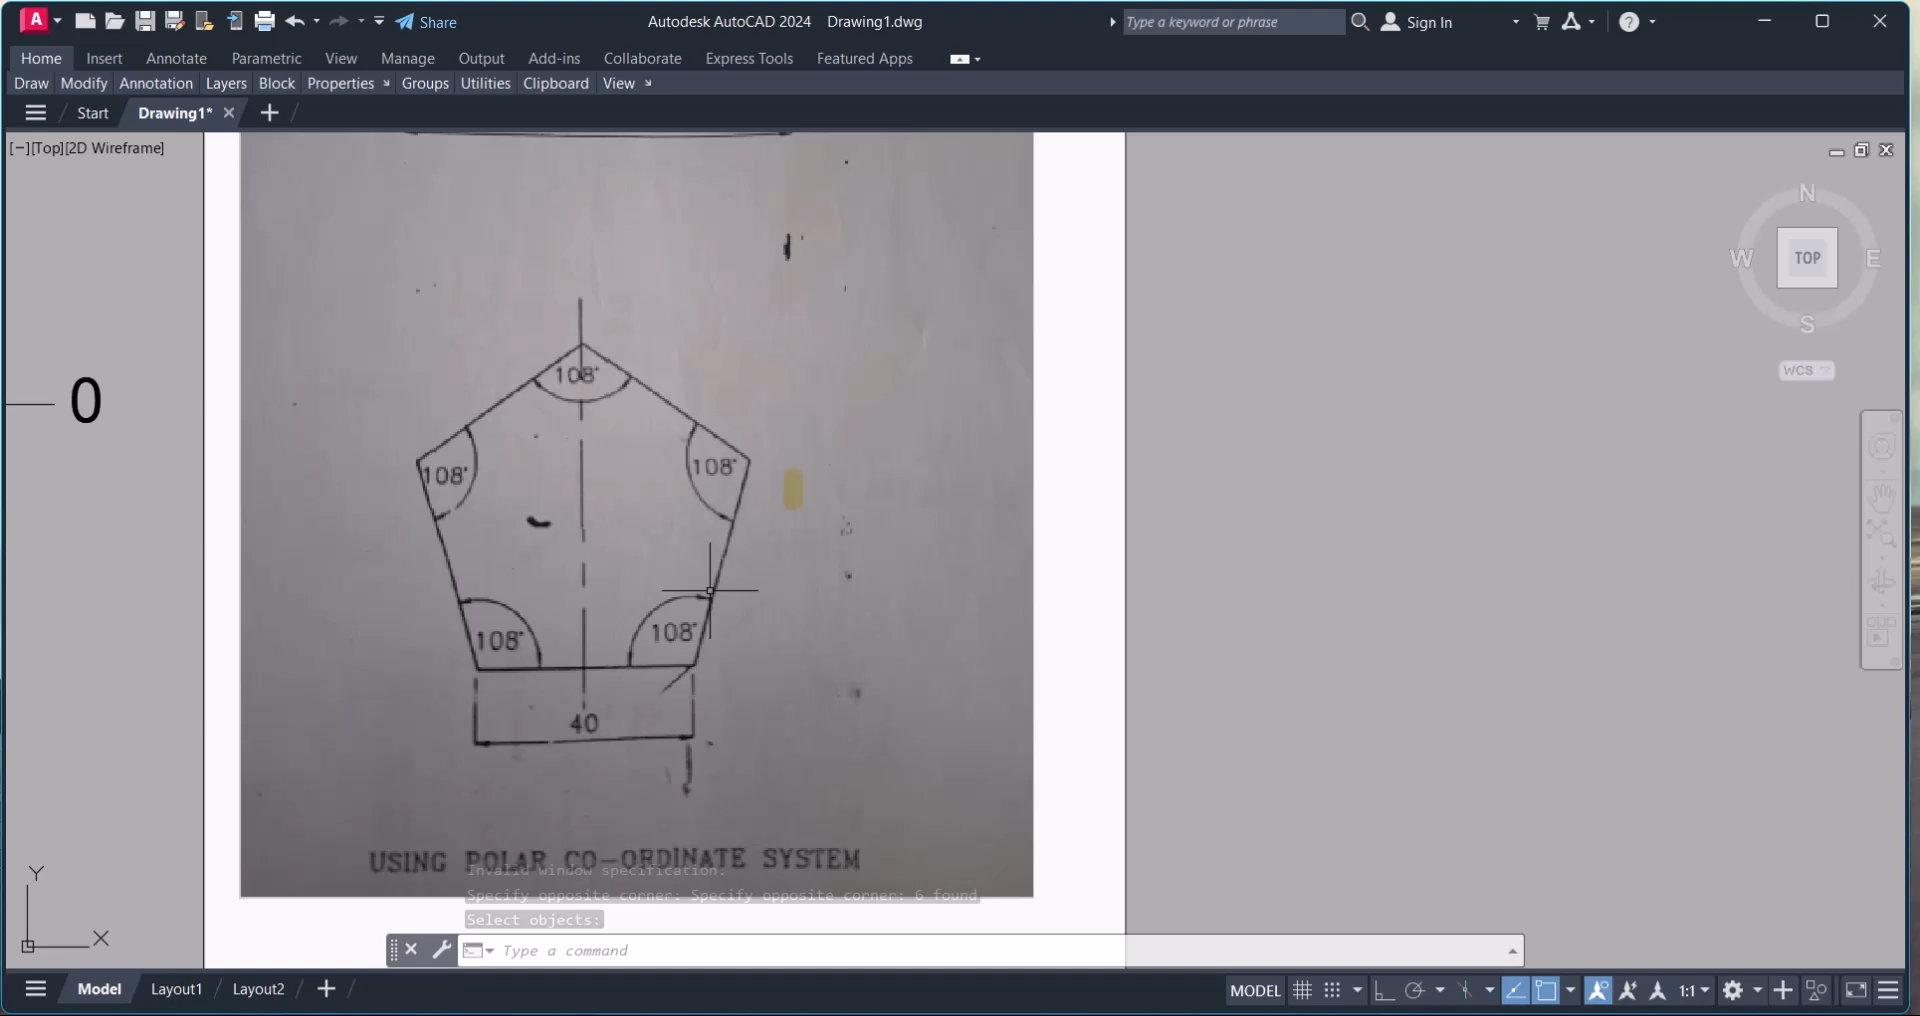 A Share Autodesk AutoCAD 2024 Drawing1.dwg Type a keyword or phrase Sign In ?
Home Insert Annotate Parametric View Manage Output Add-ins Collaborate Express Tools Featured Apps
Draw Modify Annotation Layers Block Properties Groups Utilities Clipboard View
Start Drawing1*
[−][Top][2D Wireframe]
N
W TOP E
S
WCS
0
108°
108° 108°
108° 108°
40
USING POLAR CO-ORDINATE SYSTEM
Invalid window specification.
Specify opposite corner: Specify opposite corner: 6 found
Select objects:
Type a command
Y
X
Model Layout1 Layout2 MODEL 1:1